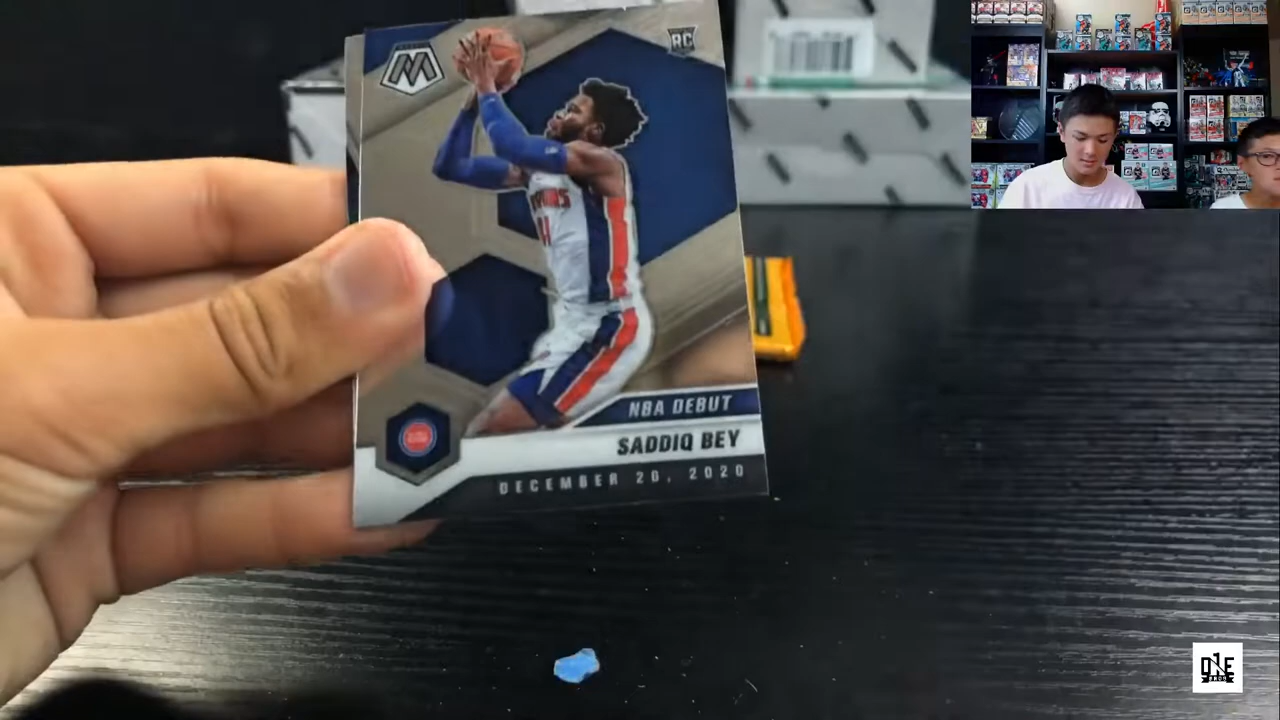 RC
M
NBA DEBUT
SADDIQ BEY
DECEMBER 20, 2020